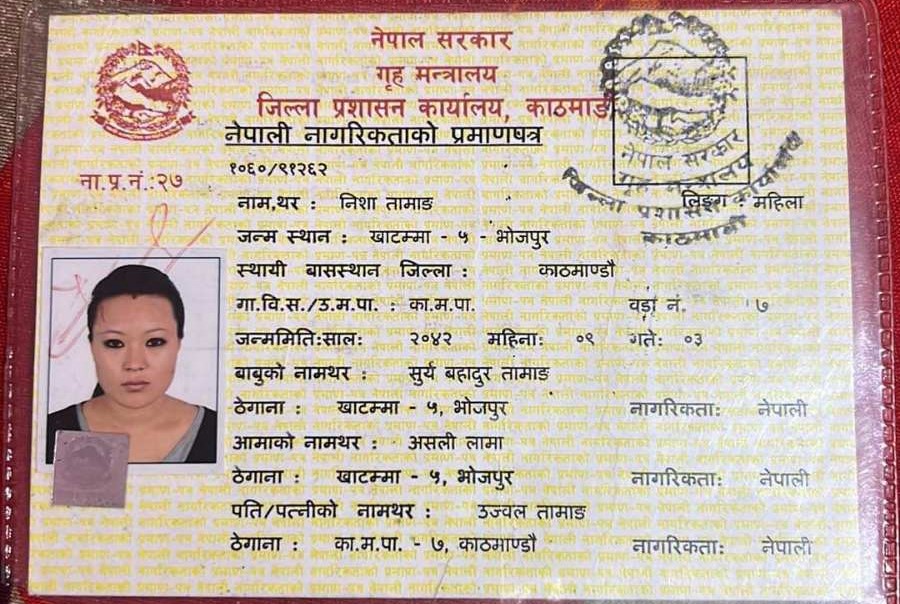 नेपाल सरकार
गृह मन्त्रालय
जिल्ला प्रशासन कार्यालय, काठमाडौं
नेपाली नागरिकताको प्रमाणपत्र
१०६०/९१२६२
ना.प्र.नं.:२७
नाम,थर : निशा तामाङ लिङ्ग : महिला
जन्म स्थान : खाटम्मा - ५ - भोजपुर
स्थायी बासस्थान जिल्ला : काठमाण्डौ
गा.वि.स./उ.म.पा. : का.म.पा. वडा नं. ७
जन्ममिति:साल: २०४२ महिना: ०९ गते: ०३
बाबुको नामथर : सुर्य बहादुर तामाङ
ठेगाना : खाटम्मा - ५, भोजपुर नागरिकता: नेपाली
आमाको नामथर : असली लामा
ठेगाना : खाटम्मा - ५, भोजपुर नागरिकता: नेपाली
पति/पत्नीको नामथर : उज्वल तामाङ
ठेगाना : का.म.पा. - ७, काठमाण्डौ नागरिकता: नेपाली
नेपाल सरकार
गृह मन्त्रालय
जिल्ला प्रशासन कार्यालय
काठमाडौं